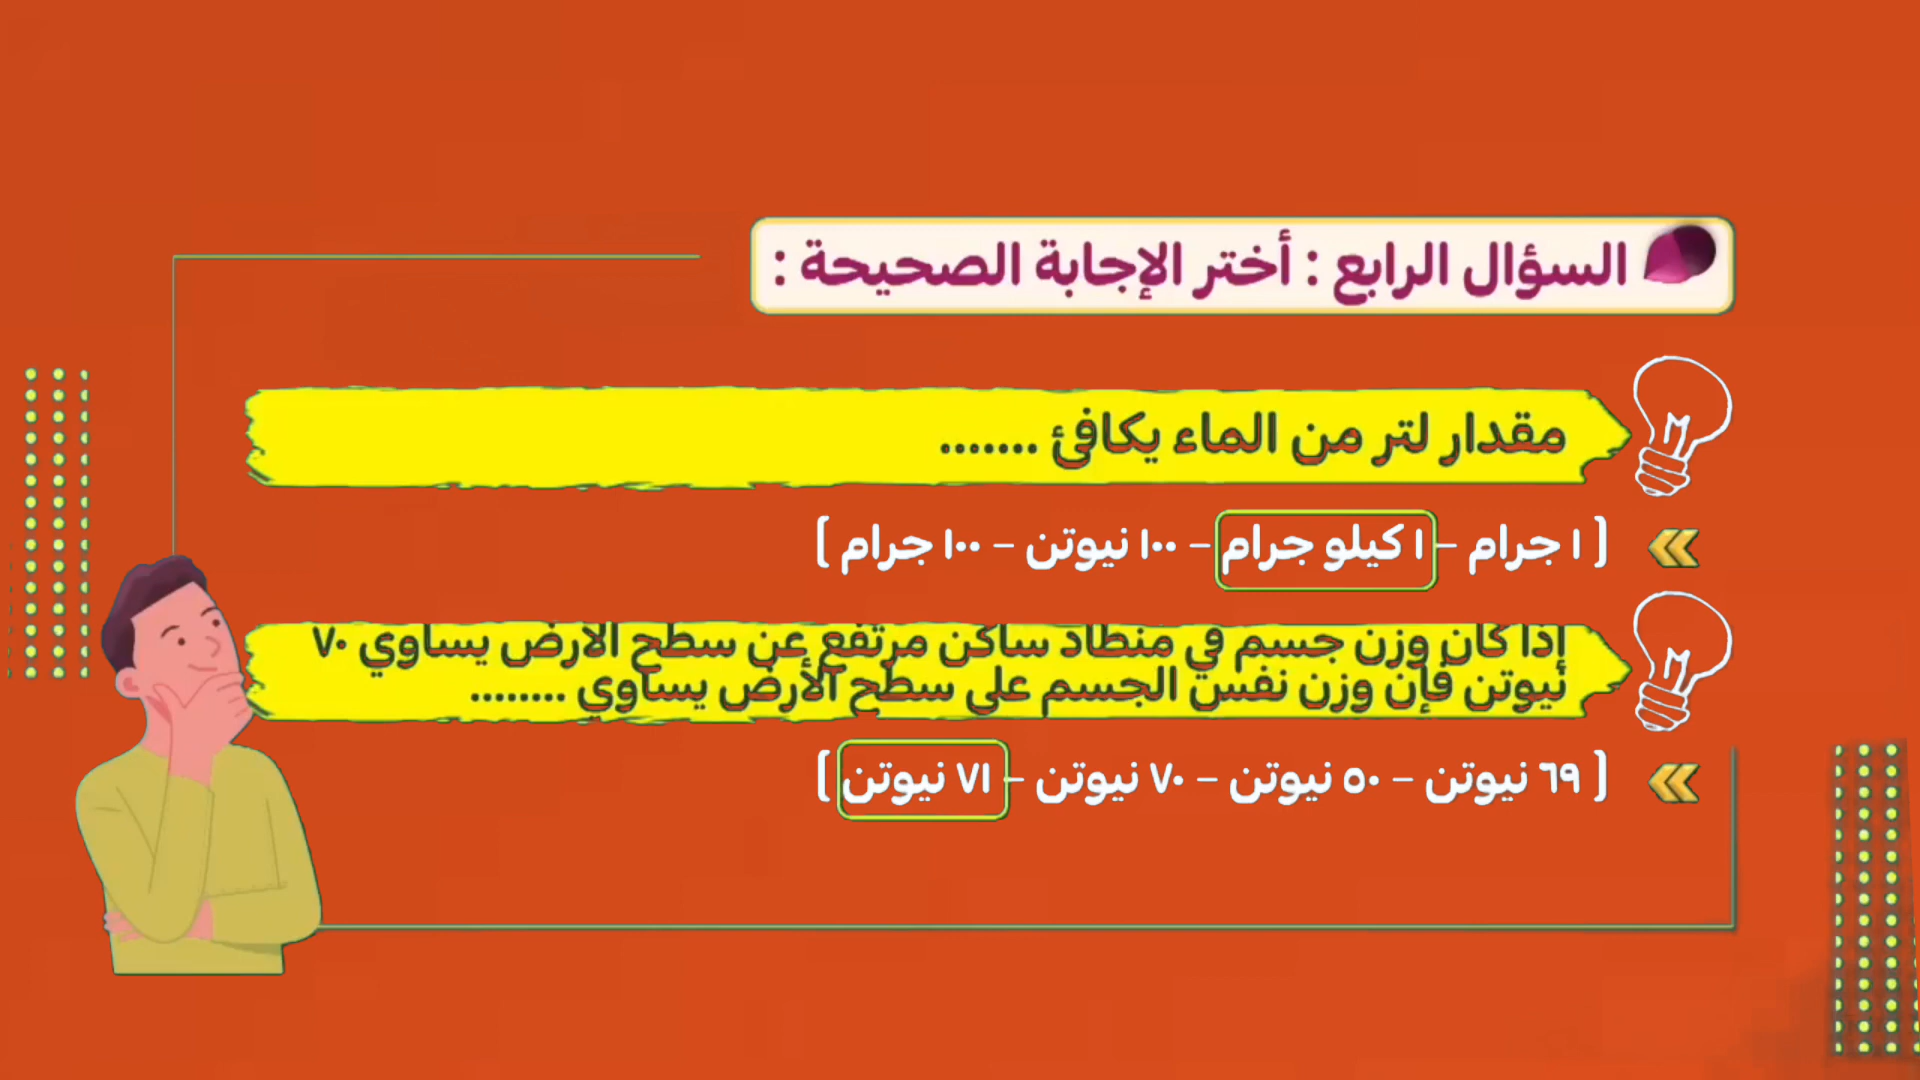 السؤال الرابع : أختر الإجابة الصحيحة :
مقدار لتر من الماء يكافئ .......
( ١ جرام – ١ كيلو جرام – ١٠٠ نيوتن – ١٠٠ جرام )
إذا كان وزن جسم في منطاد ساكن مرتفع عن سطح الأرض يساوي ٧٠
نيوتن فإن وزن نفس الجسم على سطح الأرض يساوي ........
( ٦٩ نيوتن – ٥٠ نيوتن – ٧٠ نيوتن – ٧١ نيوتن )